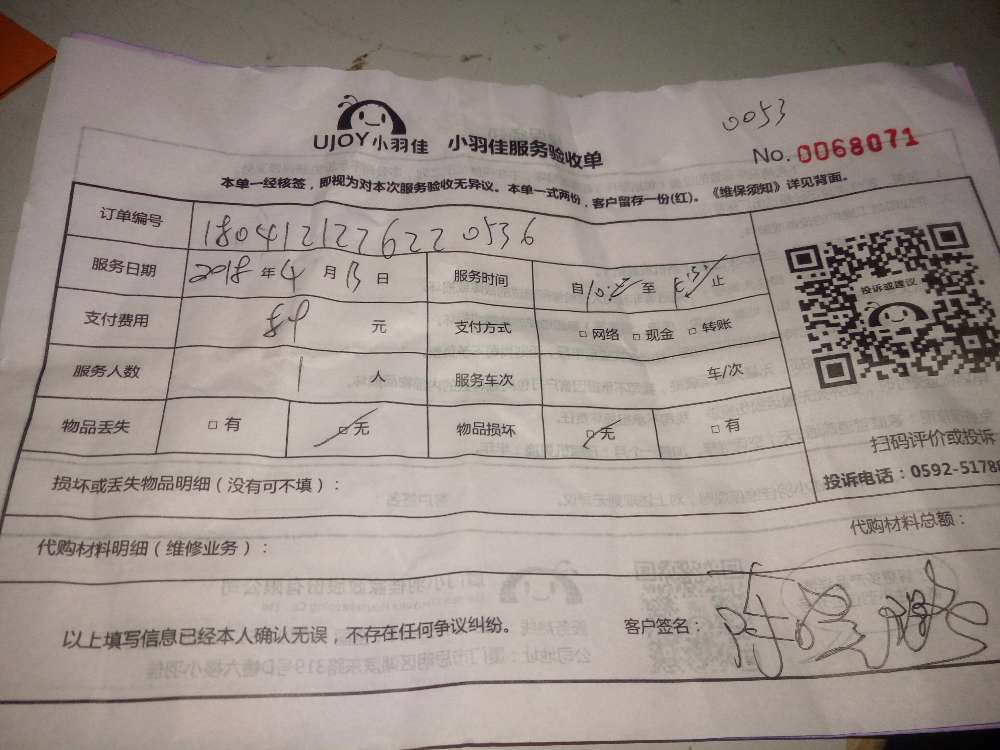 0053
UJOY小羽佳 小羽佳服务验收单
No. 0068071
本单一经核签，即视为对本次服务验收无异议。本单一式两份，客户留存一份(红)。《维保须知》详见背面。
订单编号 1804121276220536
服务日期 2018 年 4 月 13 日 服务时间 自 至 止
投诉或建议
支付费用 元 支付方式 □ 网络 □ 现金 □ 转账
服务人数 1 人 服务车次 车/次
物品丢失 □ 有 □ 无 物品损坏 □ 无 □ 有
扫码评价或投诉
投诉电话：0592-51788
损坏或丢失物品明细（没有可不填）：
代购材料明细（维修业务）：
代购材料总额：
以上填写信息已经本人确认无误，不存在任何争议纠纷。
客户签名：